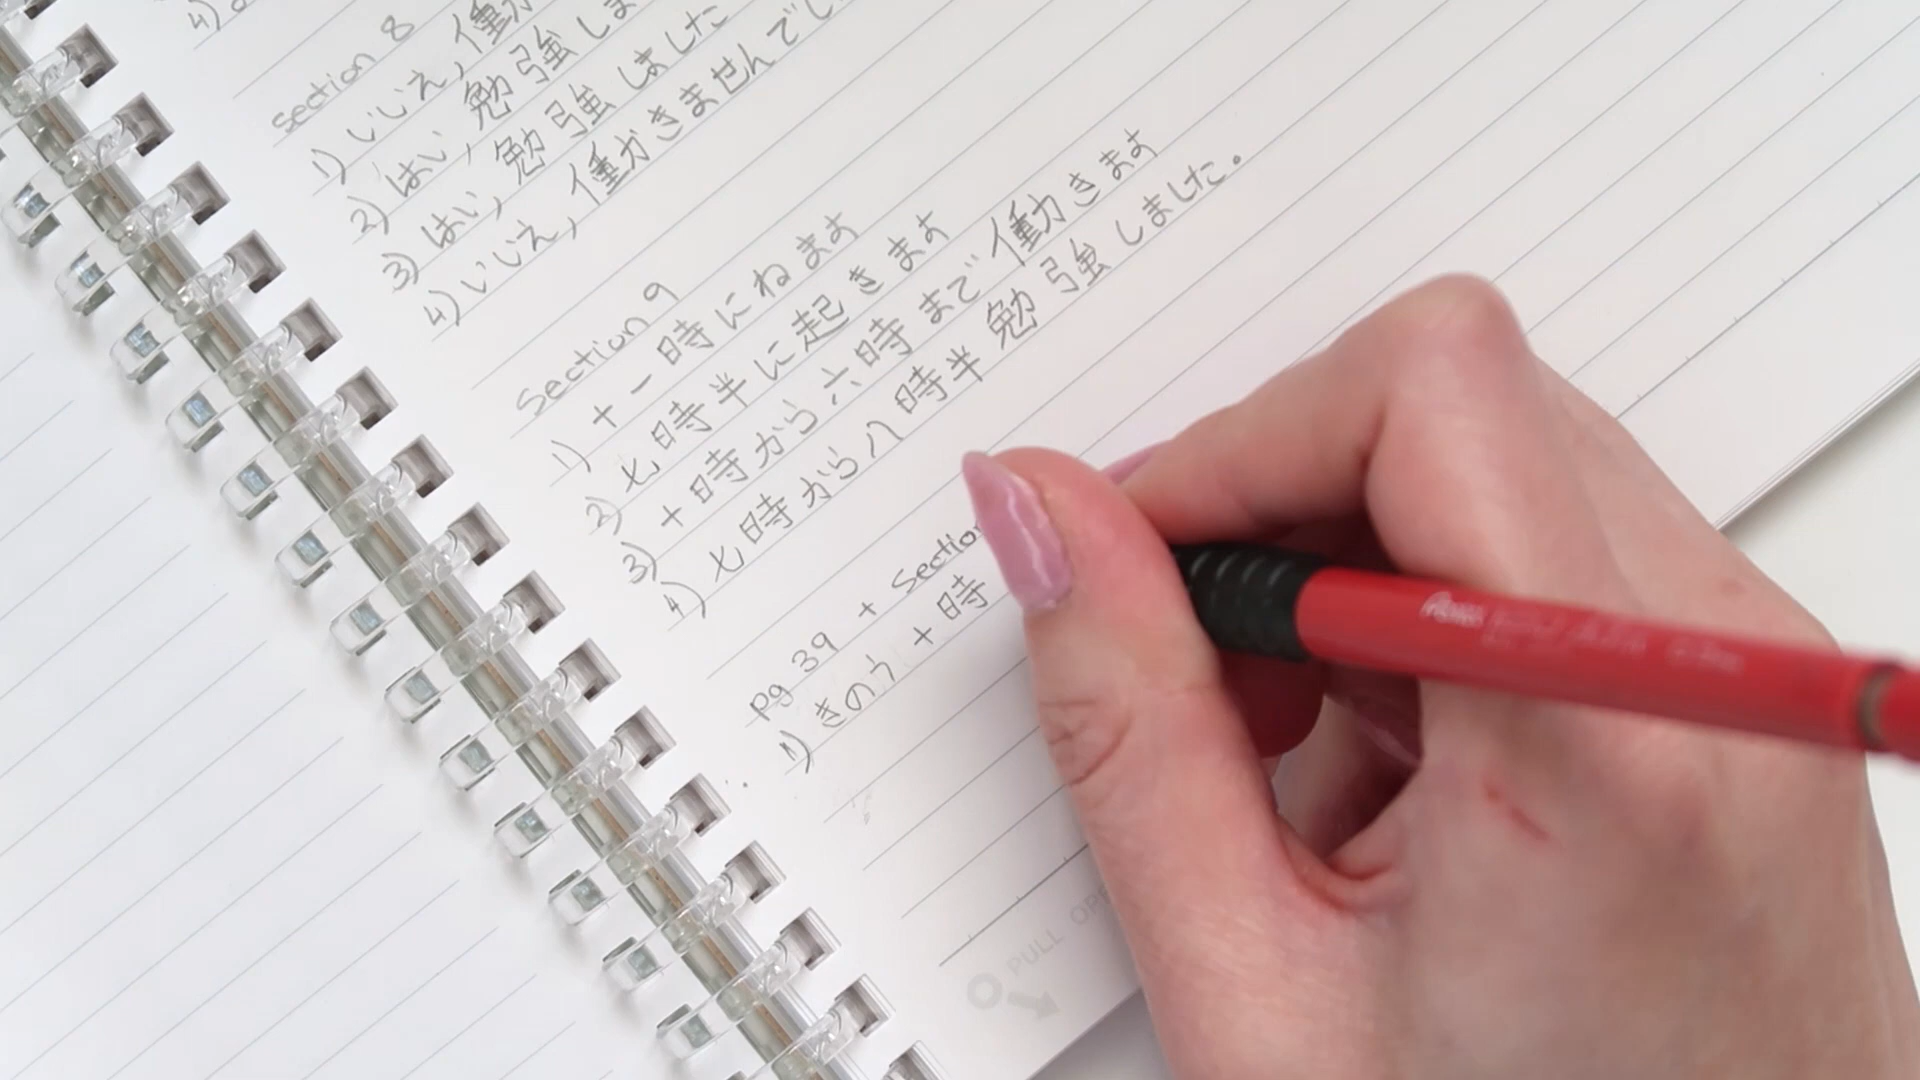 4)
Section 8
1) いいえ, 働
2) はい, 勉強しま
3) はい, 勉強しました
4) いいえ, 働かきませんでし
Section 9
1) 十一時にねます
2) 七時半に起きます
3) 十時から六時まで働きます
4) 七時から八時半勉強しました。
pg 39 + Section
1) きのう十時
PULL OPE